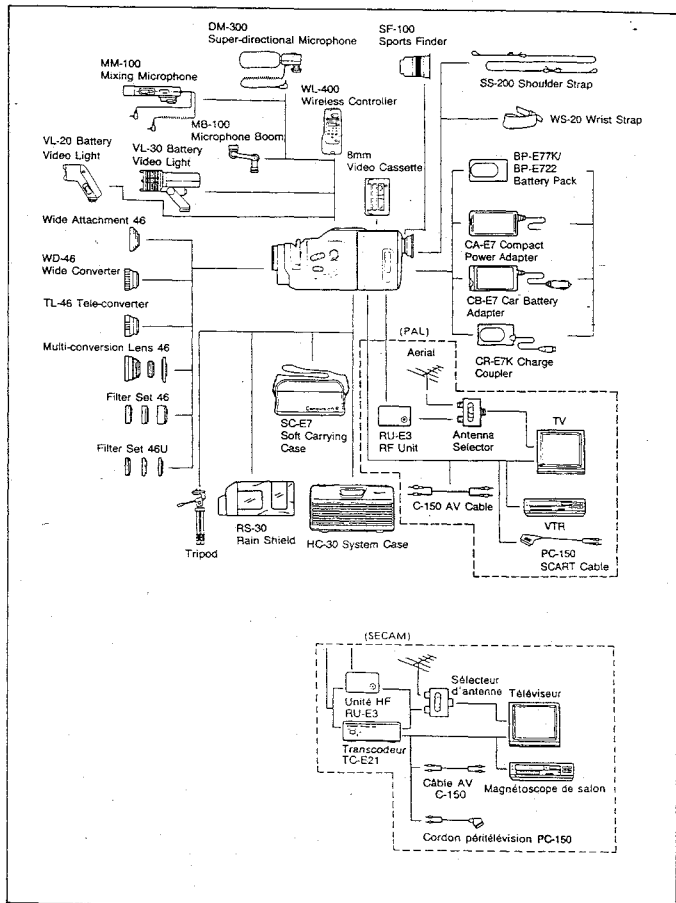 DM-300
Super-directional Microphone
SF-100
Sports Finder
MM-100
Mixing Microphone
WL-400
Wireless Controller
SS-200 Shoulder Strap
MB-100
Microphone Boom
WS-20 Wrist Strap
VL-20 Battery
Video Light
VL-30 Battery
Video Light
8mm
Video Cassette
BP-E77K/
BP-E722
Battery Pack
Wide Attachment 46
CA-E7 Compact
Power Adapter
WD-46
Wide Converter
CB-E7 Car Battery
Adapter
TL-46 Tele-converter
CR-E7K Charge
Coupler
Multi-conversion Lens 46
(PAL)
Aerial
Filter Set 46
SC-E7
Soft Carrying
Case
RU-E3
RF Unit
Antenna
Selector
TV
Filter Set 46U
C-150 AV Cable
VTR
Tripod
RS-30
Rain Shield
HC-30 System Case
PC-150
SCART Cable
(SECAM)
Unité HF
RU-E3
Sélecteur
d'antenne
Téléviseur
Transcodeur
TC-E21
Câble AV
C-150
Magnétoscope de salon
Cordon péritélévision PC-150